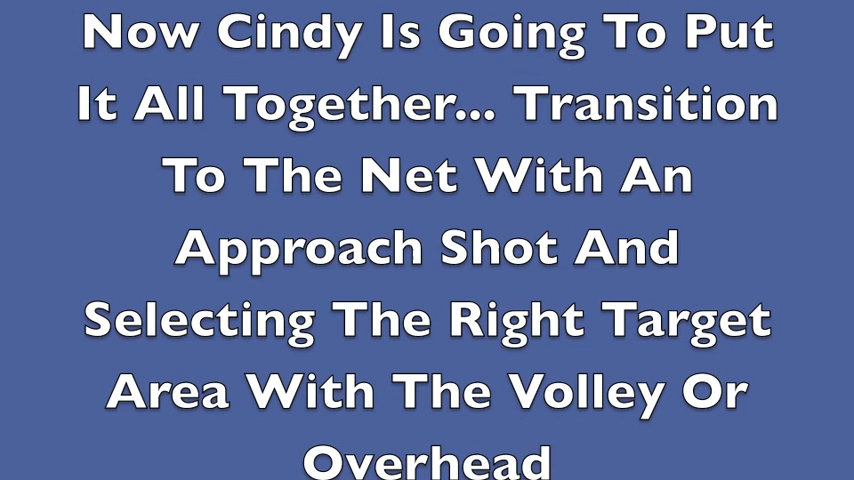 Now Cindy Is Going To Put
It All Together... Transition
To The Net With An
Approach Shot And
Selecting The Right Target
Area With The Volley Or
Overhead